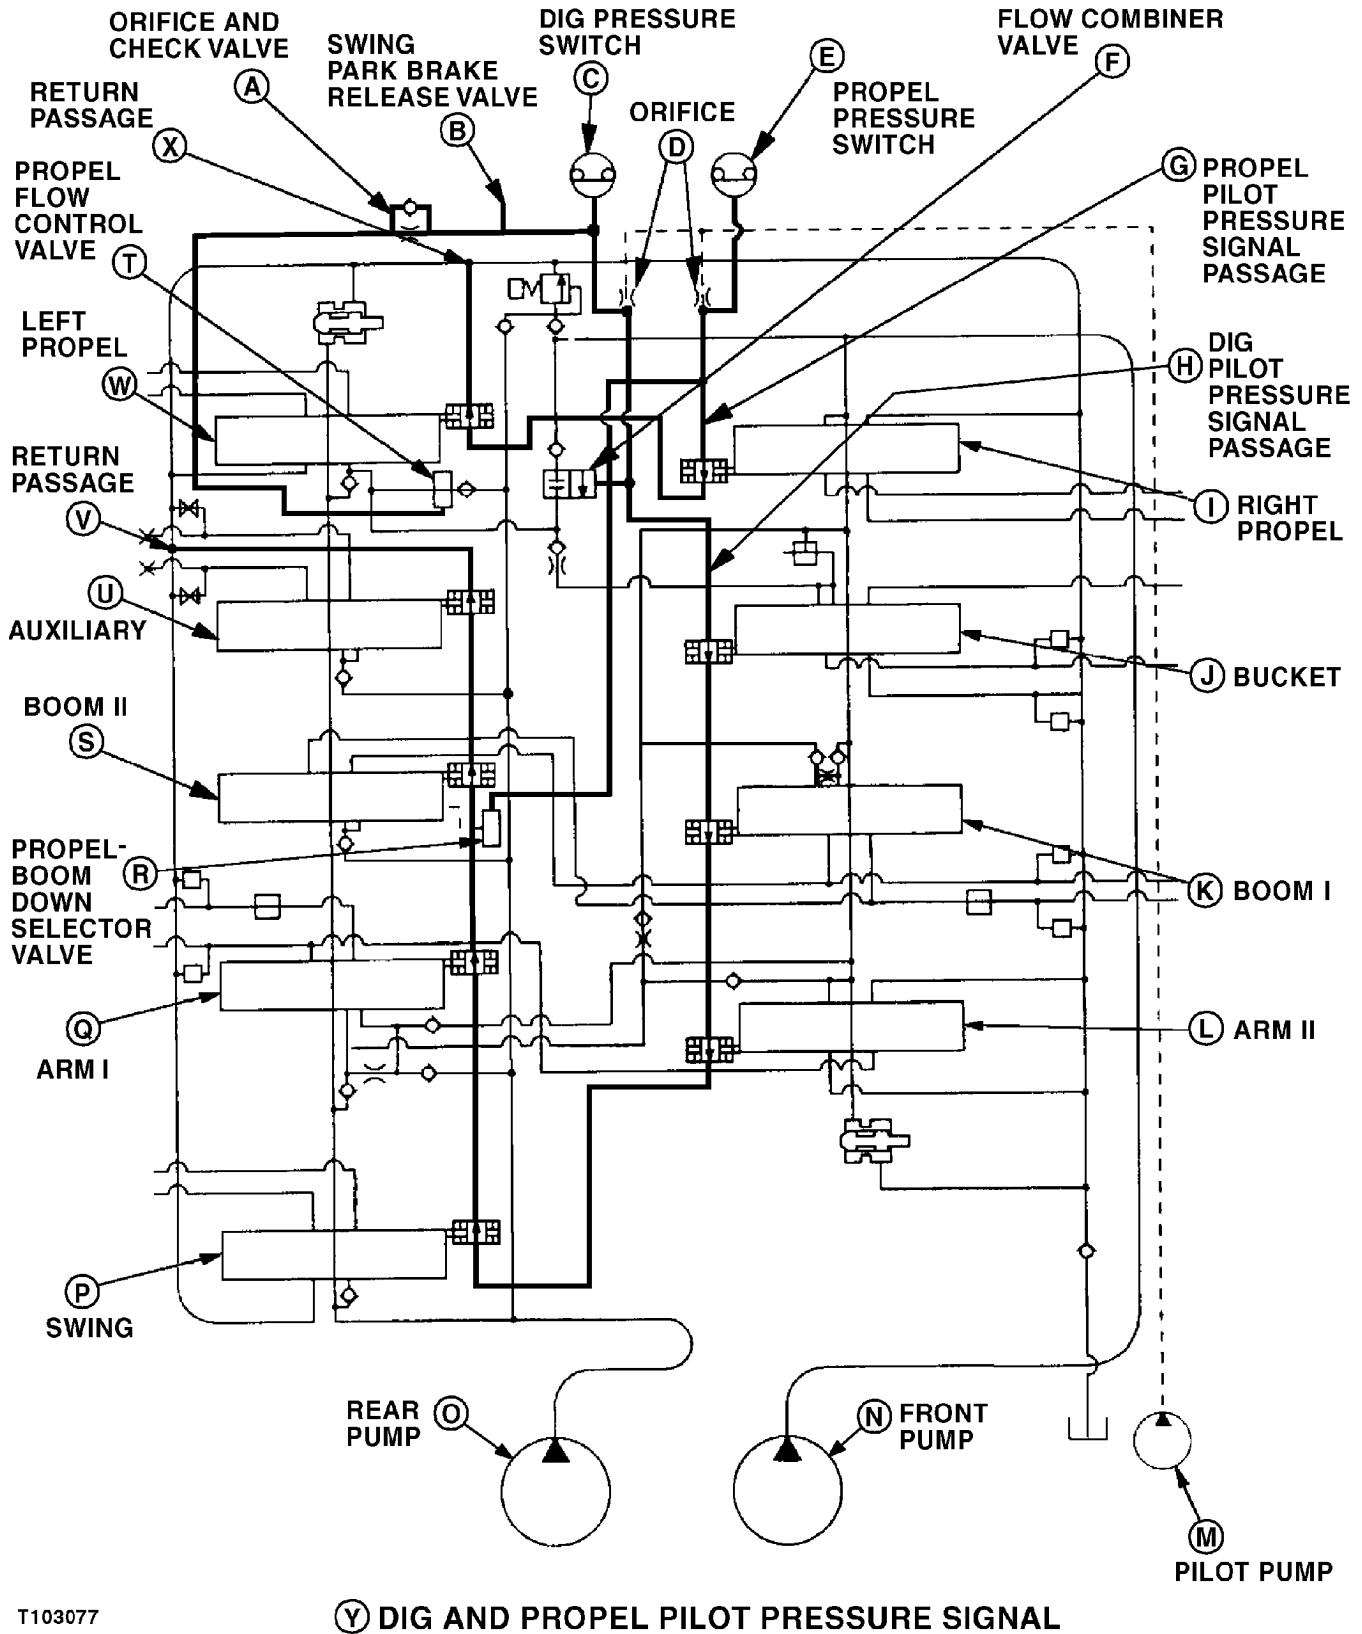 ORIFICE AND
CHECK VALVE
A
SWING
PARK BRAKE
RELEASE VALVE
B
DIG PRESSURE
SWITCH
C
ORIFICE
D
E
PROPEL
PRESSURE
SWITCH
FLOW COMBINER
VALVE
F
RETURN
PASSAGE
X
PROPEL
FLOW
CONTROL
VALVE
T
G
PROPEL
PILOT
PRESSURE
SIGNAL
PASSAGE
LEFT
PROPEL
W
H
DIG
PILOT
PRESSURE
SIGNAL
PASSAGE
RETURN
PASSAGE
V
I
RIGHT
PROPEL
U
AUXILIARY
J
BUCKET
BOOM II
S
PROPEL-
BOOM
DOWN
SELECTOR
VALVE
R
K
BOOM I
Q
ARM I
L
ARM II
P
SWING
REAR
PUMP
O
N
FRONT
PUMP
M
PILOT PUMP
T103077
Y DIG AND PROPEL PILOT PRESSURE SIGNAL